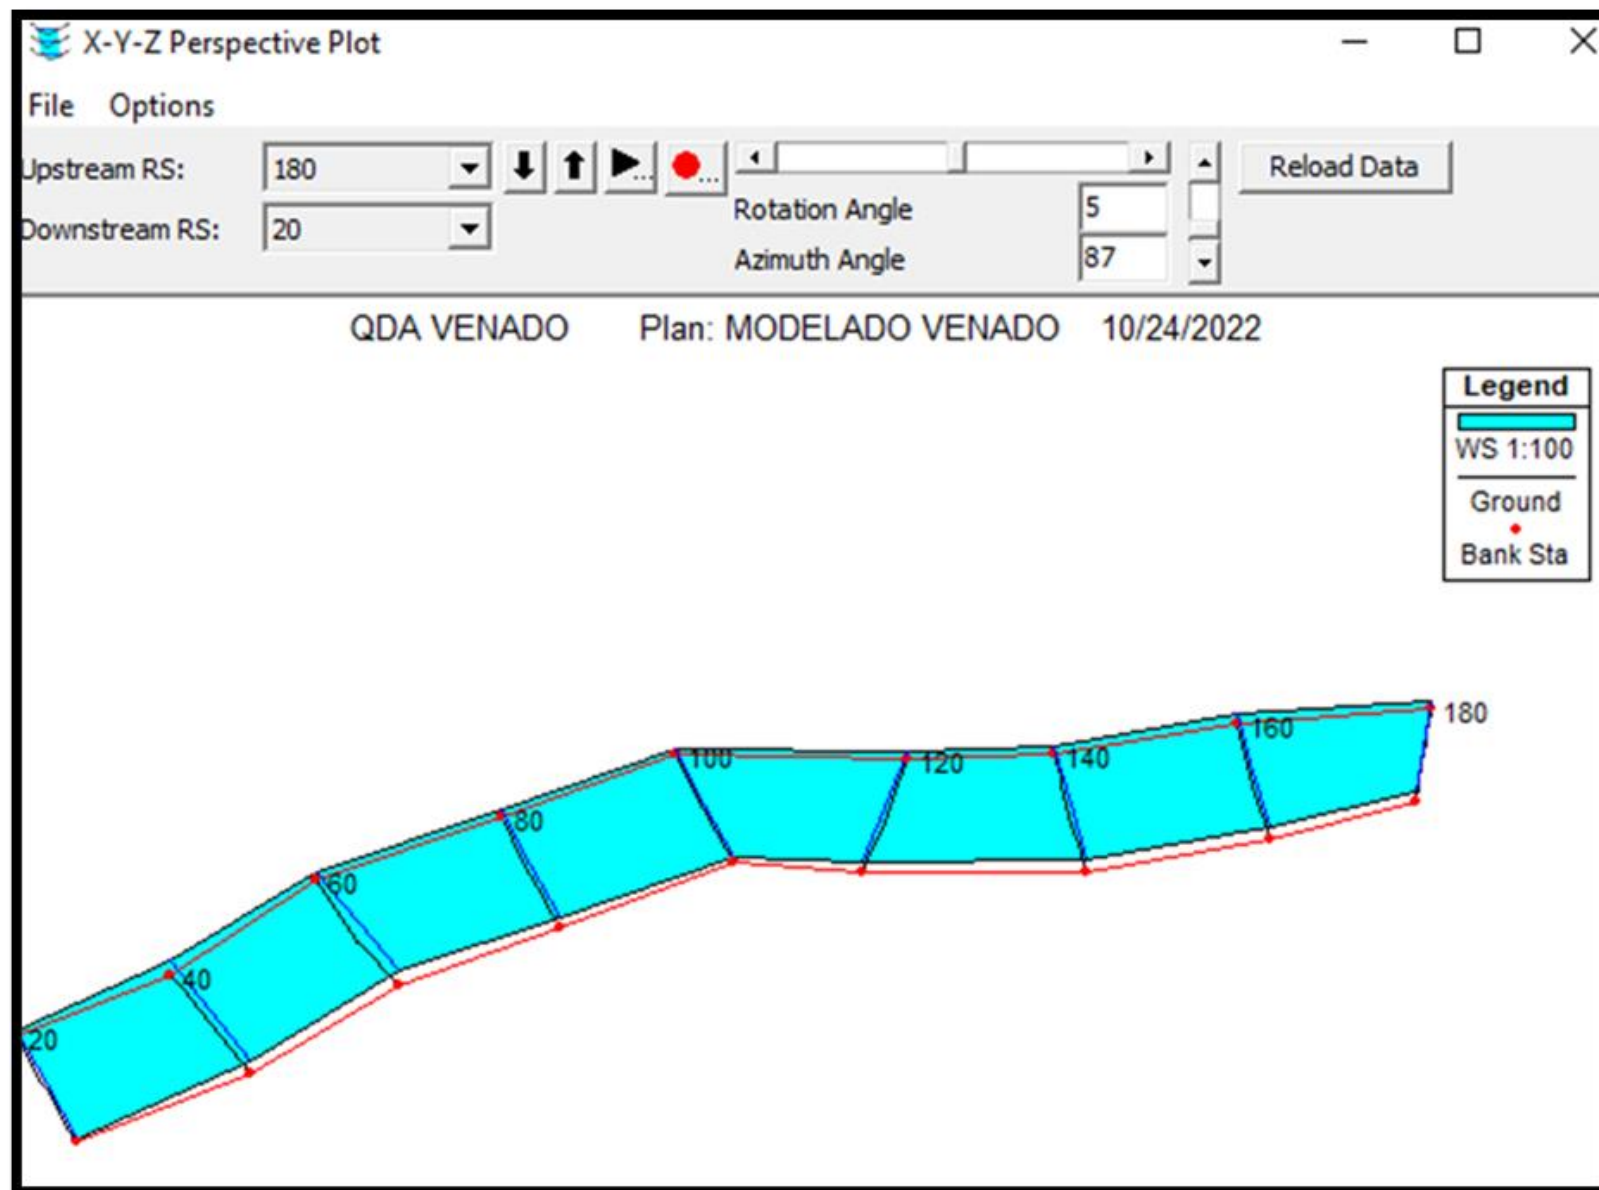 X-Y-Z Perspective Plot
File Options
Upstream RS: 180
Downstream RS: 20
Rotation Angle 5
Azimuth Angle 87
Reload Data
QDA VENADO Plan: MODELADO VENADO 10/24/2022
Legend
WS 1:100
Ground
Bank Sta
180
160
140
120
100
80
60
40
20